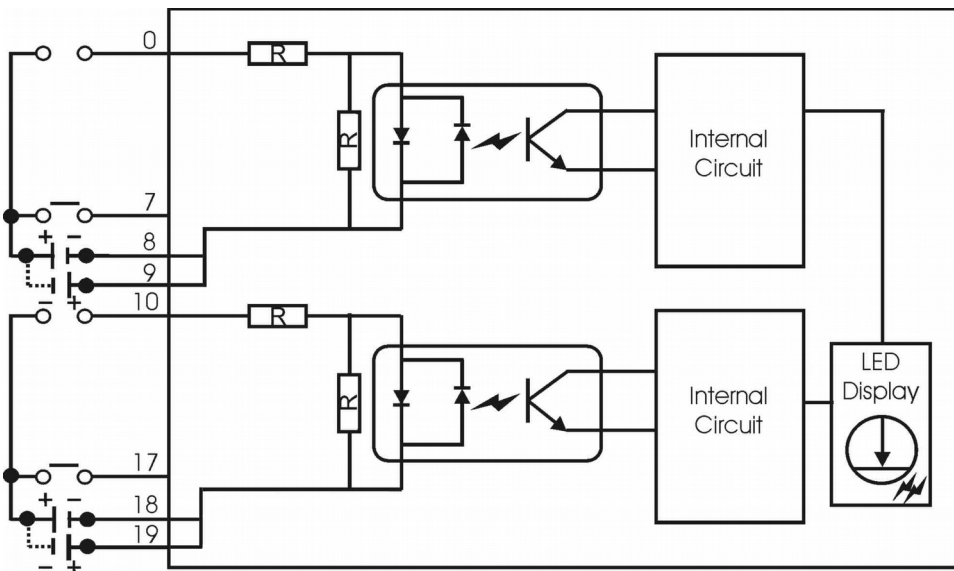 0
R
R
Internal
Circuit
7
+ −
8
9
− +
10
R
R
Internal
Circuit
LED
Display
17
+ −
18
19
− +